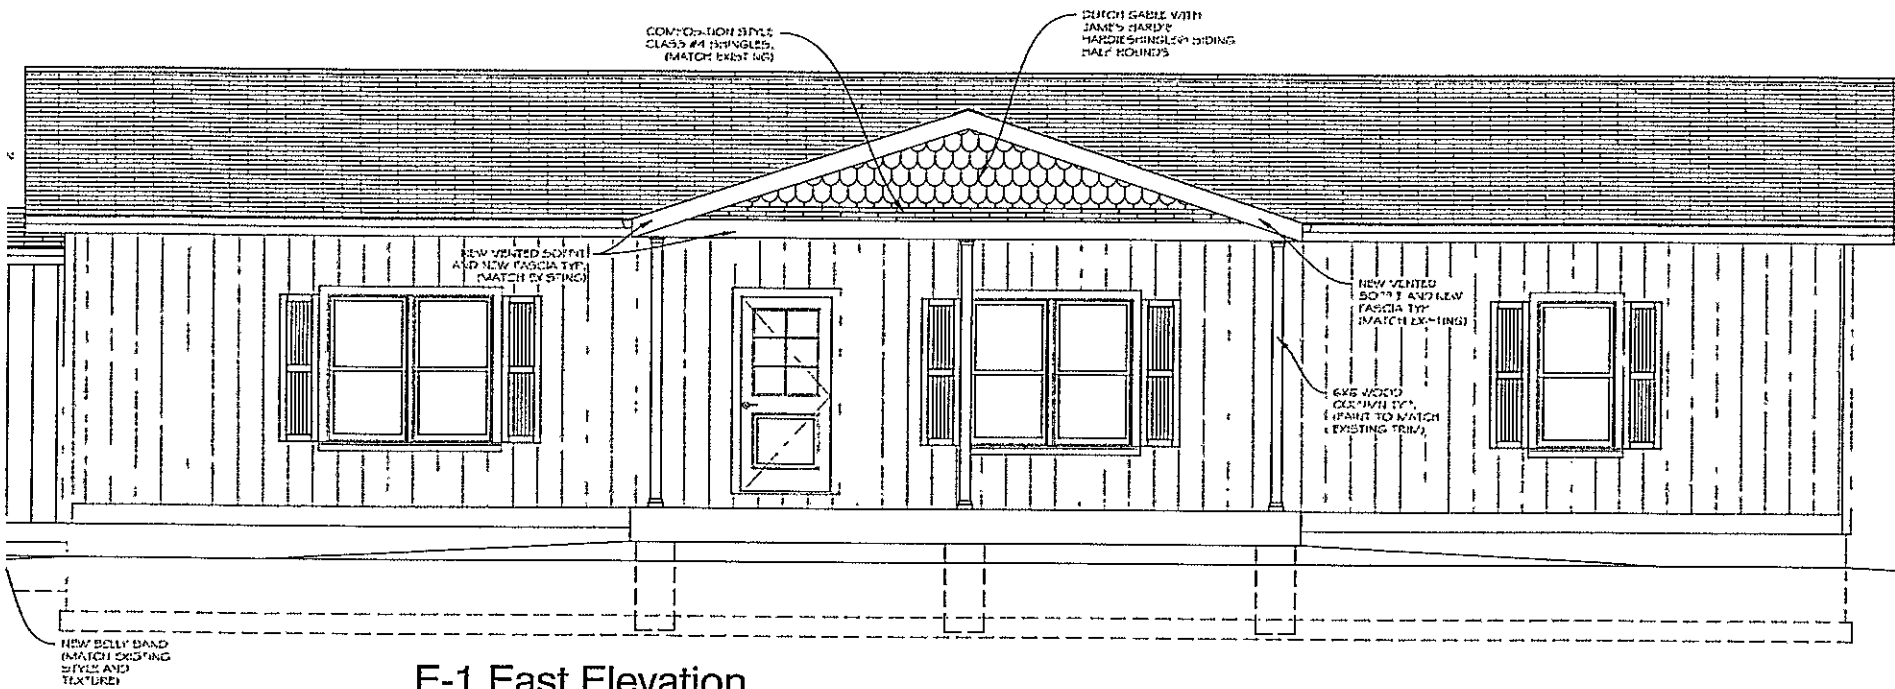 COMPOSITION STYLE
CLASS #4 SHINGLES,
(MATCH EXISTING)
DUTCH GABLE WITH
JAMES HARDIE
HARDIESHINGLE® SIDING
HALF ROUNDS
NEW VENTED SOFFIT
AND NEW FASCIA TYP.
(MATCH EXISTING)
NEW VENTED
SOFFIT AND NEW
FASCIA TYP.
(MATCH EXISTING)
6X6 WOOD
COLUMN TYP.
(PAINT TO MATCH
EXISTING TRIM)
NEW BELLY BAND
(MATCH EXISTING
STYLE AND
TEXTURE)
E-1 East Elevation